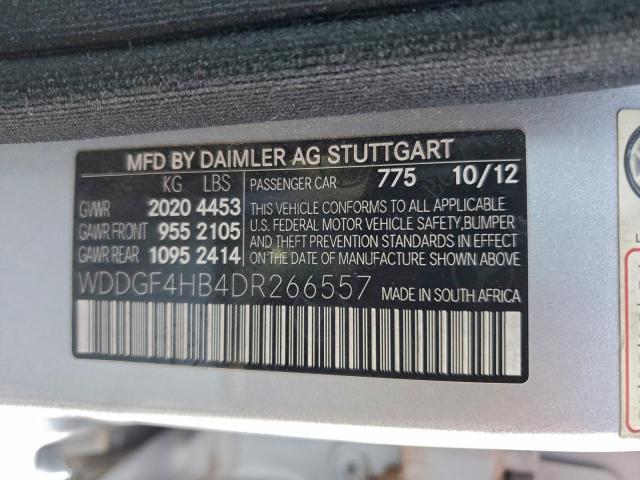 MFD BY DAIMLER AG STUTTGART
KG LBS PASSENGER CAR 775 10/12
GVWR 2020 4453 THIS VEHICLE CONFORMS TO ALL APPLICABLE
GAWR FRONT 955 2105 U.S. FEDERAL MOTOR VEHICLE SAFETY, BUMPER
GAWR REAR 1095 2414 AND THEFT PREVENTION STANDARDS IN EFFECT
ON THE DATE OF MANUFACTURE SHOWN ABOVE.
WDDGF4HB4DR266557 MADE IN SOUTH AFRICA